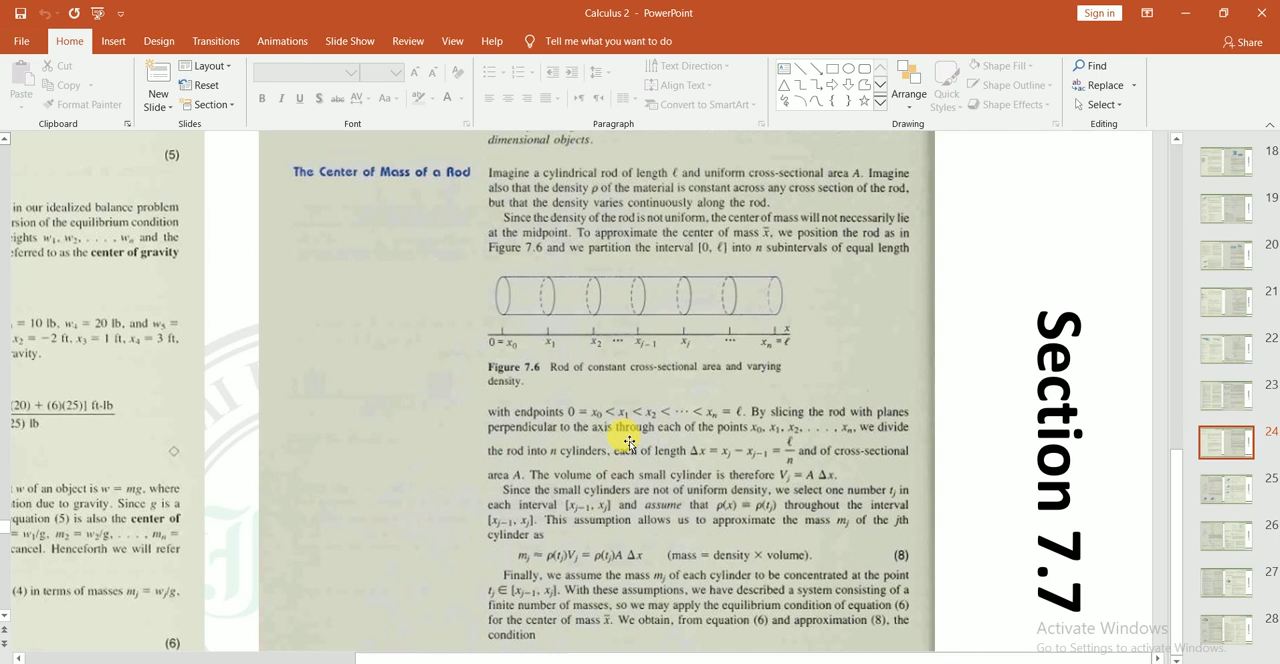 Calculus 2 - PowerPoint
Sign in
File Home Insert Design Transitions Animations Slide Show Review View Help Tell me what you want to do Share
Paste
Cut
Copy
Format Painter
Clipboard
New Slide
Layout
Reset
Section
Slides
B I U S abc AV Aa A
Font
Paragraph
Text Direction
Align Text
Convert to SmartArt
Arrange
Quick Styles
Shape Fill
Shape Outline
Shape Effects
Drawing
Find
Replace
Select
Editing
(5)
in our idealized balance problem
rsion of the equilibrium condition
eights w₁, w₂, . . . , wₙ and the
eferred to as the center of gravity
= 10 lb, w₄ = 20 lb, and w₅ =
x₂ = −2 ft, x₃ = 1 ft, x₄ = 3 ft,
avity.
(20) + (6)(25)] ft-lb
25) lb
w of an object is w = mg, where
tion due to gravity. Since g is a
quation (5) is also the center of
= w₁/g, m₂ = w₂/g, . . . , mₙ =
cancel. Henceforth we will refer
(4) in terms of masses mⱼ = wⱼ/g,
(6)
dimensional objects.
The Center of Mass of a Rod
Imagine a cylindrical rod of length ℓ and uniform cross-sectional area A. Imagine
also that the density ρ of the material is constant across any cross section of the rod,
but that the density varies continuously along the rod.
Since the density of the rod is not uniform, the center of mass will not necessarily lie
at the midpoint. To approximate the center of mass x̄, we position the rod as in
Figure 7.6 and we partition the interval [0, ℓ] into n subintervals of equal length
x
0 = x₀ x₁ x₂ ··· xⱼ₋₁ xⱼ ··· xₙ = ℓ
Figure 7.6 Rod of constant cross-sectional area and varying
density.
with endpoints 0 = x₀ < x₁ < x₂ < ··· < xₙ = ℓ. By slicing the rod with planes
perpendicular to the axis through each of the points x₀, x₁, x₂, . . . , xₙ, we divide
the rod into n cylinders, each of length Δx = xⱼ − xⱼ₋₁ = ℓ/n and of cross-sectional
area A. The volume of each small cylinder is therefore Vⱼ = A Δx.
Since the small cylinders are not of uniform density, we select one number tⱼ in
each interval [xⱼ₋₁, xⱼ] and assume that ρ(x) ≡ ρ(tⱼ) throughout the interval
[xⱼ₋₁, xⱼ]. This assumption allows us to approximate the mass mⱼ of the jth
cylinder as
mⱼ ≈ ρ(tⱼ)Vⱼ = ρ(tⱼ)A Δx (mass = density × volume). (8)
Finally, we assume the mass mⱼ of each cylinder to be concentrated at the point
tⱼ ∈ [xⱼ₋₁, xⱼ]. With these assumptions, we have described a system consisting of a
finite number of masses, so we may apply the equilibrium condition of equation (6)
for the center of mass x̄. We obtain, from equation (6) and approximation (8), the
condition
Section 7.7
Activate Windows
Go to Settings to activate Windows.
18
19
20
21
22
23
24
25
26
27
28